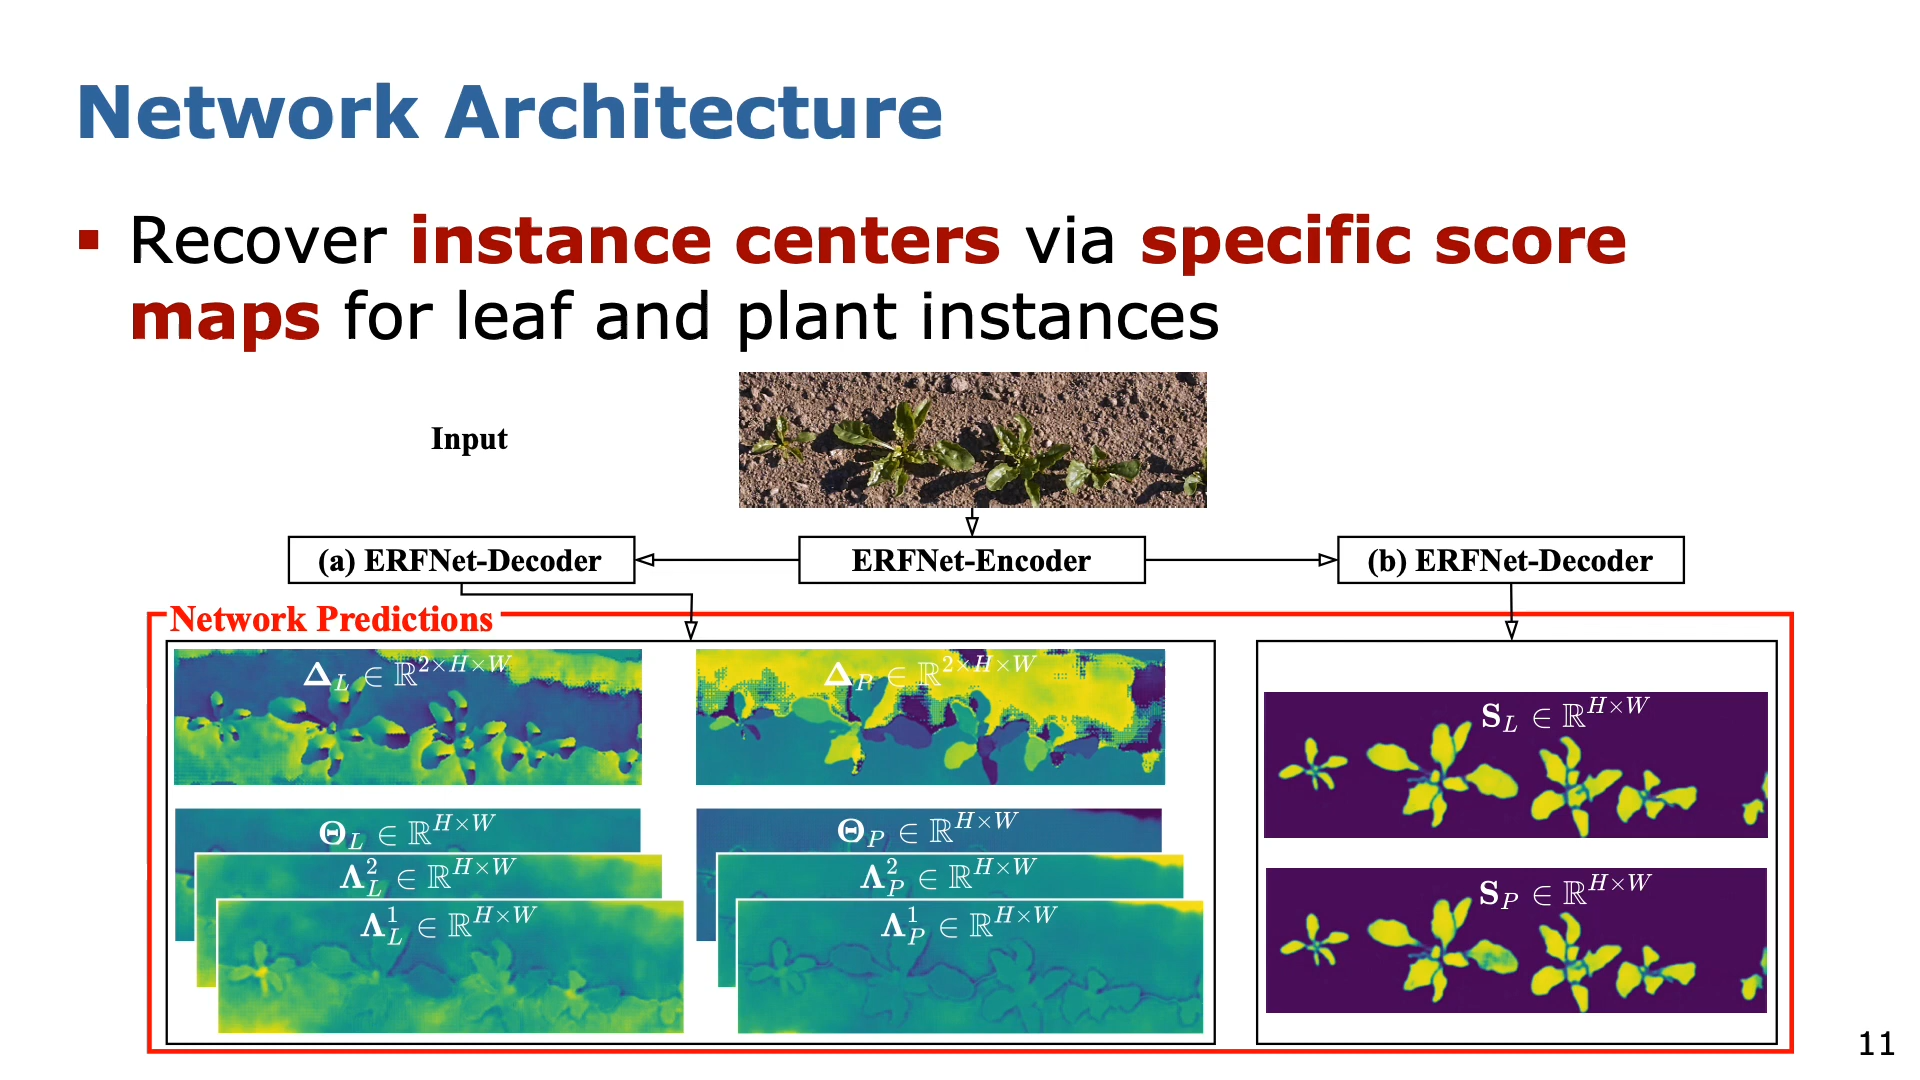 Network Architecture
▪ Recover instance centers via specific score
maps for leaf and plant instances
Input
(a) ERFNet-Decoder
ERFNet-Encoder
(b) ERFNet-Decoder
Network Predictions
Δ_L ∈ ℝ^{2×H×W}
Δ_P ∈ ℝ^{2×H×W}
Θ_L ∈ ℝ^{H×W}
Λ_L^2 ∈ ℝ^{H×W}
Λ_L^1 ∈ ℝ^{H×W}
Θ_P ∈ ℝ^{H×W}
Λ_P^2 ∈ ℝ^{H×W}
Λ_P^1 ∈ ℝ^{H×W}
S_L ∈ ℝ^{H×W}
S_P ∈ ℝ^{H×W}
11